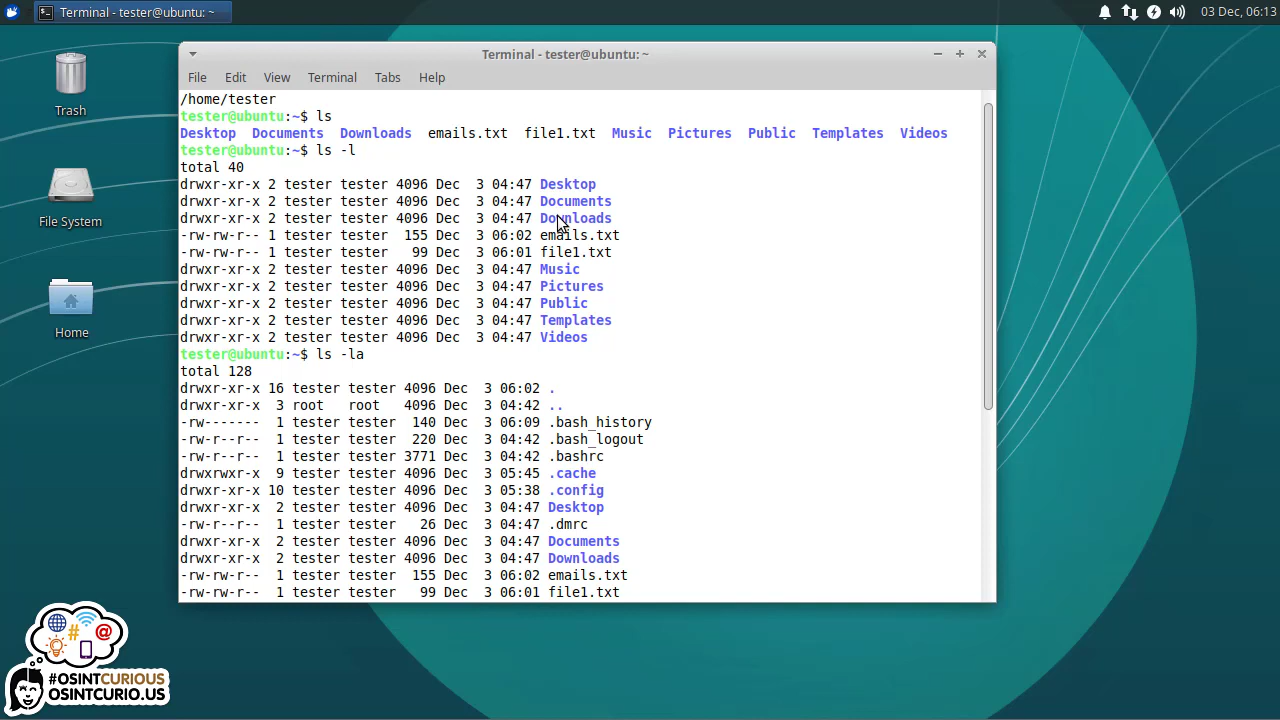 Terminal - tester@ubuntu: ~
03 Dec, 06:13
Trash
File System
Home
Terminal - tester@ubuntu: ~
File Edit View Terminal Tabs Help
/home/tester
tester@ubuntu:~$ ls
Desktop Documents Downloads emails.txt file1.txt Music Pictures Public Templates Videos
tester@ubuntu:~$ ls -l
total 40
drwxr-xr-x 2 tester tester 4096 Dec  3 04:47 Desktop
drwxr-xr-x 2 tester tester 4096 Dec  3 04:47 Documents
drwxr-xr-x 2 tester tester 4096 Dec  3 04:47 Downloads
-rw-rw-r-- 1 tester tester  155 Dec  3 06:02 emails.txt
-rw-rw-r-- 1 tester tester   99 Dec  3 06:01 file1.txt
drwxr-xr-x 2 tester tester 4096 Dec  3 04:47 Music
drwxr-xr-x 2 tester tester 4096 Dec  3 04:47 Pictures
drwxr-xr-x 2 tester tester 4096 Dec  3 04:47 Public
drwxr-xr-x 2 tester tester 4096 Dec  3 04:47 Templates
drwxr-xr-x 2 tester tester 4096 Dec  3 04:47 Videos
tester@ubuntu:~$ ls -la
total 128
drwxr-xr-x 16 tester tester 4096 Dec  3 06:02 .
drwxr-xr-x  3 root   root   4096 Dec  3 04:42 ..
-rw-------  1 tester tester  140 Dec  3 06:09 .bash_history
-rw-r--r--  1 tester tester  220 Dec  3 04:42 .bash_logout
-rw-r--r--  1 tester tester 3771 Dec  3 04:42 .bashrc
drwxrwxr-x  9 tester tester 4096 Dec  3 05:45 .cache
drwxr-xr-x 10 tester tester 4096 Dec  3 05:38 .config
drwxr-xr-x  2 tester tester 4096 Dec  3 04:47 Desktop
-rw-r--r--  1 tester tester   26 Dec  3 04:47 .dmrc
drwxr-xr-x  2 tester tester 4096 Dec  3 04:47 Documents
drwxr-xr-x  2 tester tester 4096 Dec  3 04:47 Downloads
-rw-rw-r--  1 tester tester  155 Dec  3 06:02 emails.txt
-rw-rw-r--  1 tester tester   99 Dec  3 06:01 file1.txt
#OSINTCURIOUS
OSINTCURIO.US